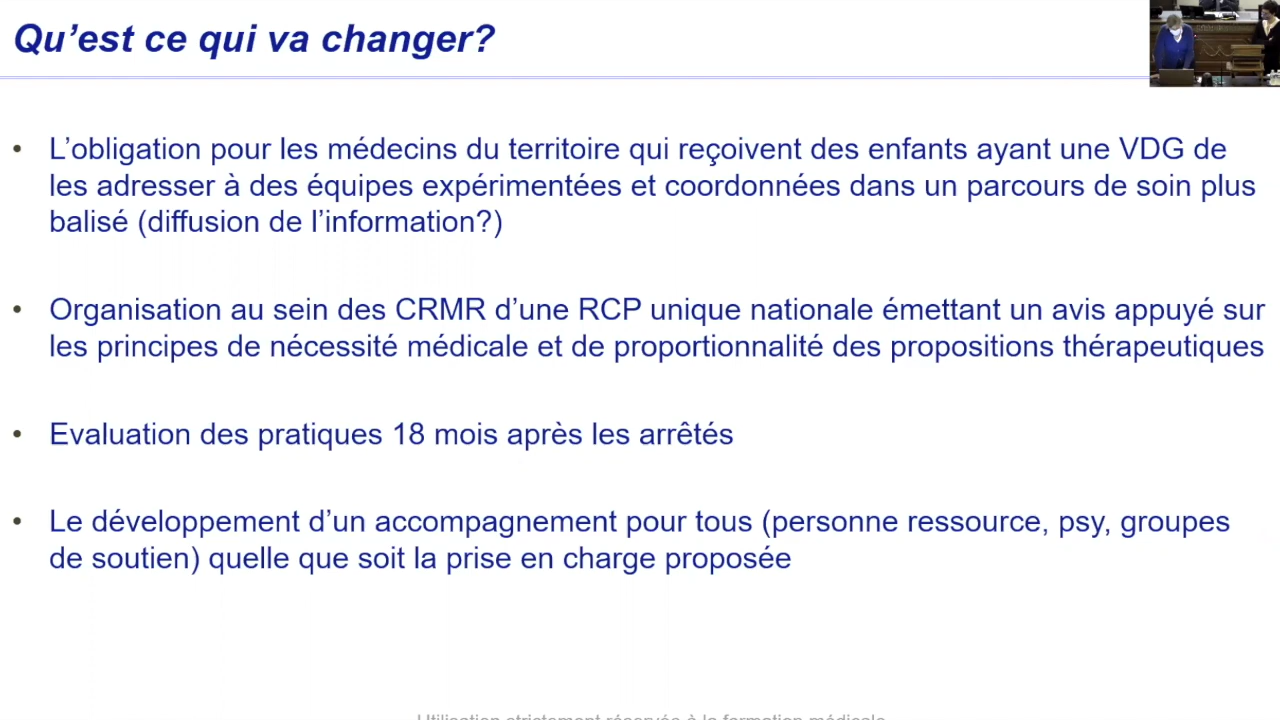 Qu’est ce qui va changer?
• L’obligation pour les médecins du territoire qui reçoivent des enfants ayant une VDG de
les adresser à des équipes expérimentées et coordonnées dans un parcours de soin plus
balisé (diffusion de l’information?)
• Organisation au sein des CRMR d’une RCP unique nationale émettant un avis appuyé sur
les principes de nécessité médicale et de proportionnalité des propositions thérapeutiques
• Evaluation des pratiques 18 mois après les arrêtés
• Le développement d’un accompagnement pour tous (personne ressource, psy, groupes
de soutien) quelle que soit la prise en charge proposée
Utilisation strictement réservée à la formation médicale